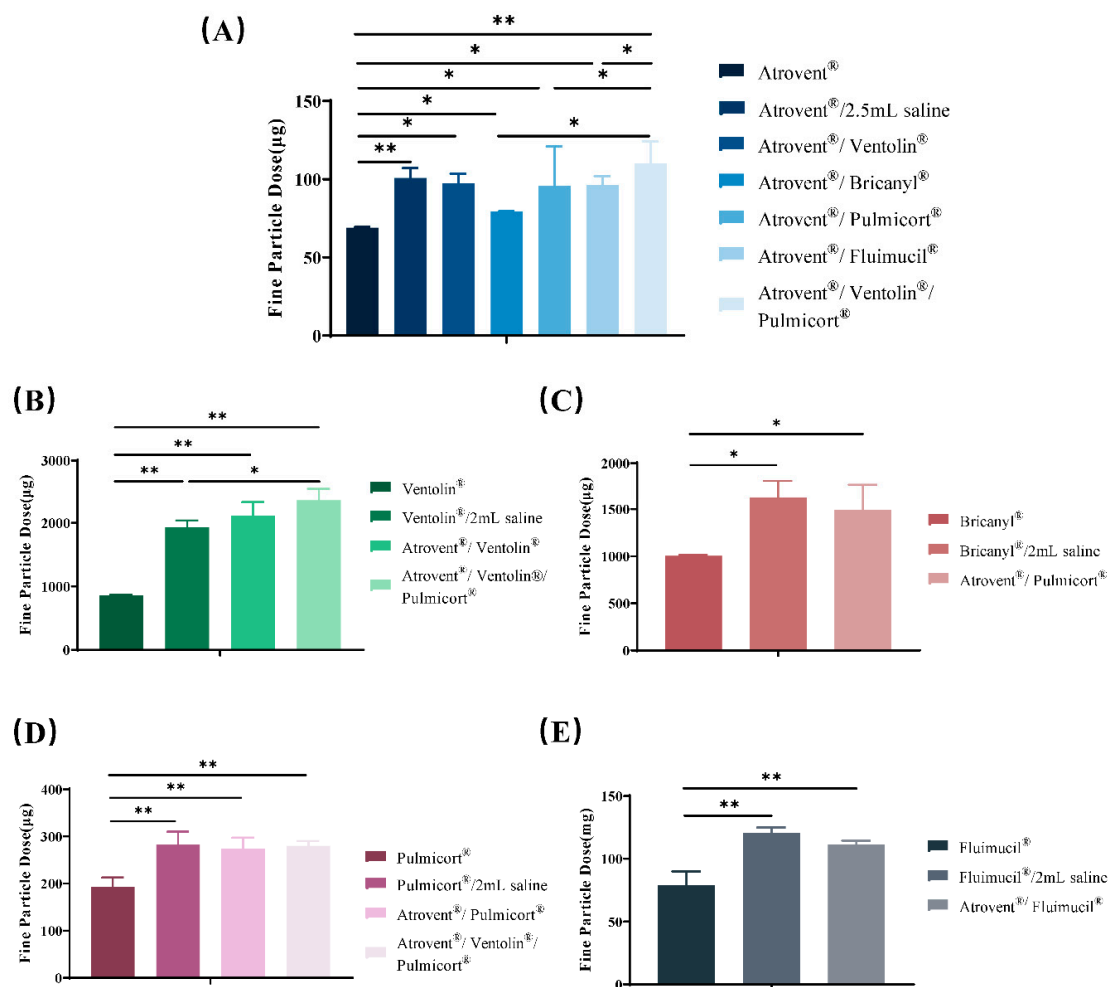 (A)
**
*
*
*
*
*
*
*
**
Fine Particle Dose(μg)
150
100
50
0
Atrovent®
Atrovent®/2.5mL saline
Atrovent®/ Ventolin®
Atrovent®/ Bricanyl®
Atrovent®/ Pulmicort®
Atrovent®/ Fluimucil®
Atrovent®/ Ventolin®/
Pulmicort®
(B)
**
**
**
*
Fine Particle Dose(μg)
3000
2000
1000
0
Ventolin®
Ventolin®/2mL saline
Atrovent®/ Ventolin®
Atrovent®/ Ventolin®/
Pulmicort®
(C)
*
*
Fine Particle Dose(μg)
2000
1500
1000
500
0
Bricanyl®
Bricanyl®/2mL saline
Atrovent®/ Pulmicort®
(D)
**
**
**
Fine Particle Dose(μg)
400
300
200
100
0
Pulmicort®
Pulmicort®/2mL saline
Atrovent®/ Pulmicort®
Atrovent®/ Ventolin®/
Pulmicort®
(E)
**
**
Fine Particle Dose(mg)
150
100
50
0
Fluimucil®
Fluimucil®/2mL saline
Atrovent®/ Fluimucil®